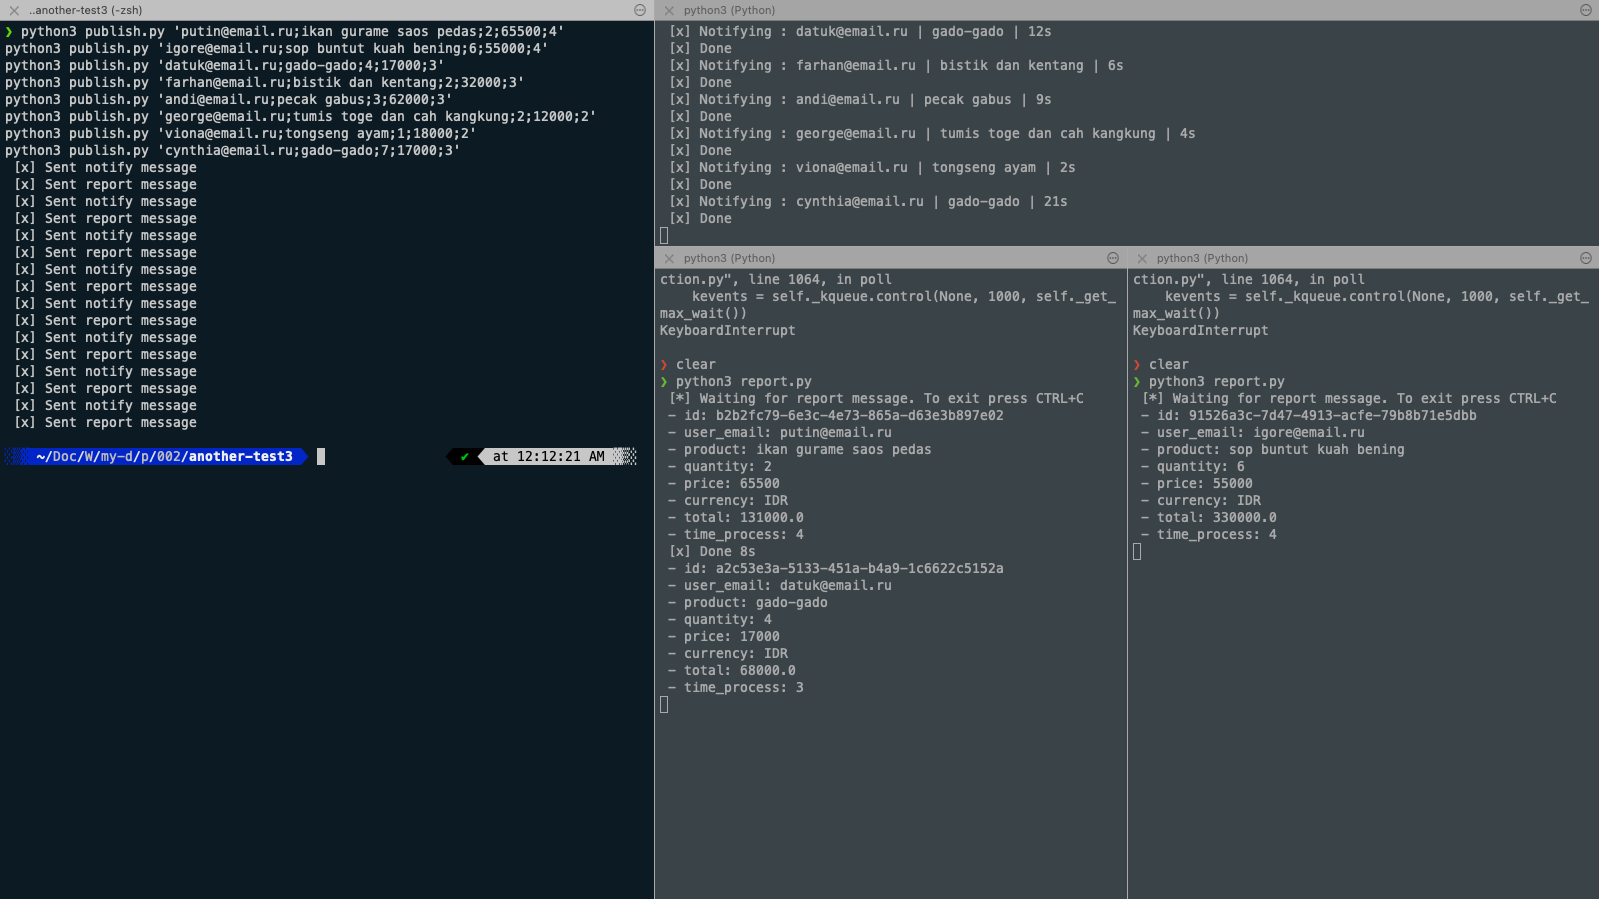 ..another-test3 (-zsh)
❯ python3 publish.py 'putin@email.ru;ikan gurame saos pedas;2;65500;4'
python3 publish.py 'igore@email.ru;sop buntut kuah bening;6;55000;4'
python3 publish.py 'datuk@email.ru;gado-gado;4;17000;3'
python3 publish.py 'farhan@email.ru;bistik dan kentang;2;32000;3'
python3 publish.py 'andi@email.ru;pecak gabus;3;62000;3'
python3 publish.py 'george@email.ru;tumis toge dan cah kangkung;2;12000;2'
python3 publish.py 'viona@email.ru;tongseng ayam;1;18000;2'
python3 publish.py 'cynthia@email.ru;gado-gado;7;17000;3'
[x] Sent notify message
[x] Sent report message
[x] Sent notify message
[x] Sent report message
[x] Sent notify message
[x] Sent report message
[x] Sent notify message
[x] Sent report message
[x] Sent notify message
[x] Sent report message
[x] Sent notify message
[x] Sent report message
[x] Sent notify message
[x] Sent report message
[x] Sent notify message
[x] Sent report message
~/Doc/W/my-d/p/002/another-test3 ✔ at 12:12:21 AM
python3 (Python)
[x] Notifying : datuk@email.ru | gado-gado | 12s
[x] Done
[x] Notifying : farhan@email.ru | bistik dan kentang | 6s
[x] Done
[x] Notifying : andi@email.ru | pecak gabus | 9s
[x] Done
[x] Notifying : george@email.ru | tumis toge dan cah kangkung | 4s
[x] Done
[x] Notifying : viona@email.ru | tongseng ayam | 2s
[x] Done
[x] Notifying : cynthia@email.ru | gado-gado | 21s
[x] Done
python3 (Python)
ction.py", line 1064, in poll
kevents = self._kqueue.control(None, 1000, self._get_
max_wait())
KeyboardInterrupt
❯ clear
❯ python3 report.py
[*] Waiting for report message. To exit press CTRL+C
- id: b2b2fc79-6e3c-4e73-865a-d63e3b897e02
- user_email: putin@email.ru
- product: ikan gurame saos pedas
- quantity: 2
- price: 65500
- currency: IDR
- total: 131000.0
- time_process: 4
[x] Done 8s
- id: a2c53e3a-5133-451a-b4a9-1c6622c5152a
- user_email: datuk@email.ru
- product: gado-gado
- quantity: 4
- price: 17000
- currency: IDR
- total: 68000.0
- time_process: 3
python3 (Python)
ction.py", line 1064, in poll
kevents = self._kqueue.control(None, 1000, self._get_
max_wait())
KeyboardInterrupt
❯ clear
❯ python3 report.py
[*] Waiting for report message. To exit press CTRL+C
- id: 91526a3c-7d47-4913-acfe-79b8b71e5dbb
- user_email: igore@email.ru
- product: sop buntut kuah bening
- quantity: 6
- price: 55000
- currency: IDR
- total: 330000.0
- time_process: 4